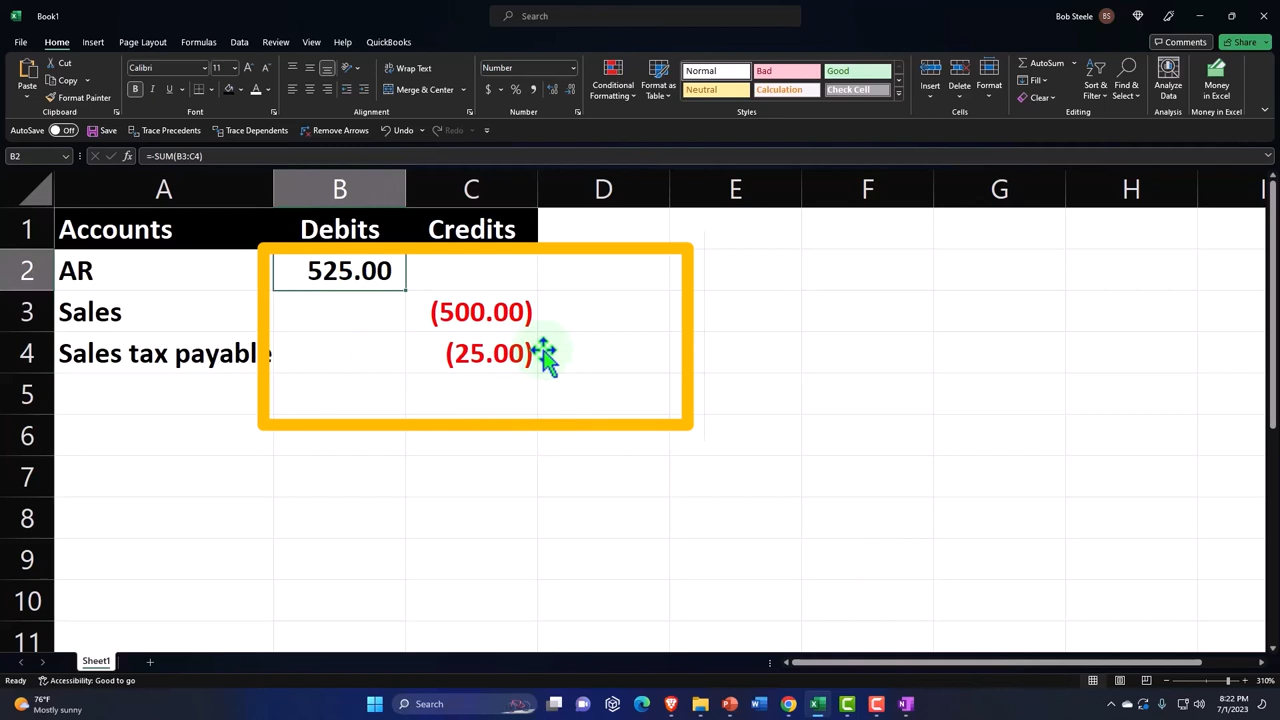 Book1
Search
Bob Steele
BS
File Home Insert Page Layout Formulas Data Review View Help QuickBooks
Comments
Share
Paste
Cut
Copy
Format Painter
Clipboard
Calibri
11
B I U
Font
Wrap Text
Merge & Center
Alignment
Number
$ %
Number
Conditional Formatting
Format as Table
Normal Bad Good
Neutral Calculation Check Cell
Styles
Insert Delete Format
Cells
AutoSum
Fill
Clear
Sort & Filter
Find & Select
Editing
Analyze Data
Analysis
Money in Excel
Money in Excel
AutoSave Off Save Trace Precedents Trace Dependents Remove Arrows Undo Redo
B2 fx =-SUM(B3:C4)
A B C D E F G H I
1 Accounts Debits Credits
2 AR 525.00
3 Sales (500.00)
4 Sales tax payable (25.00)
5
6
7
8
9
10
11
Sheet1
Ready Accessibility: Good to go 310%
76°F
Mostly sunny
Search
8:22 PM
7/1/2023